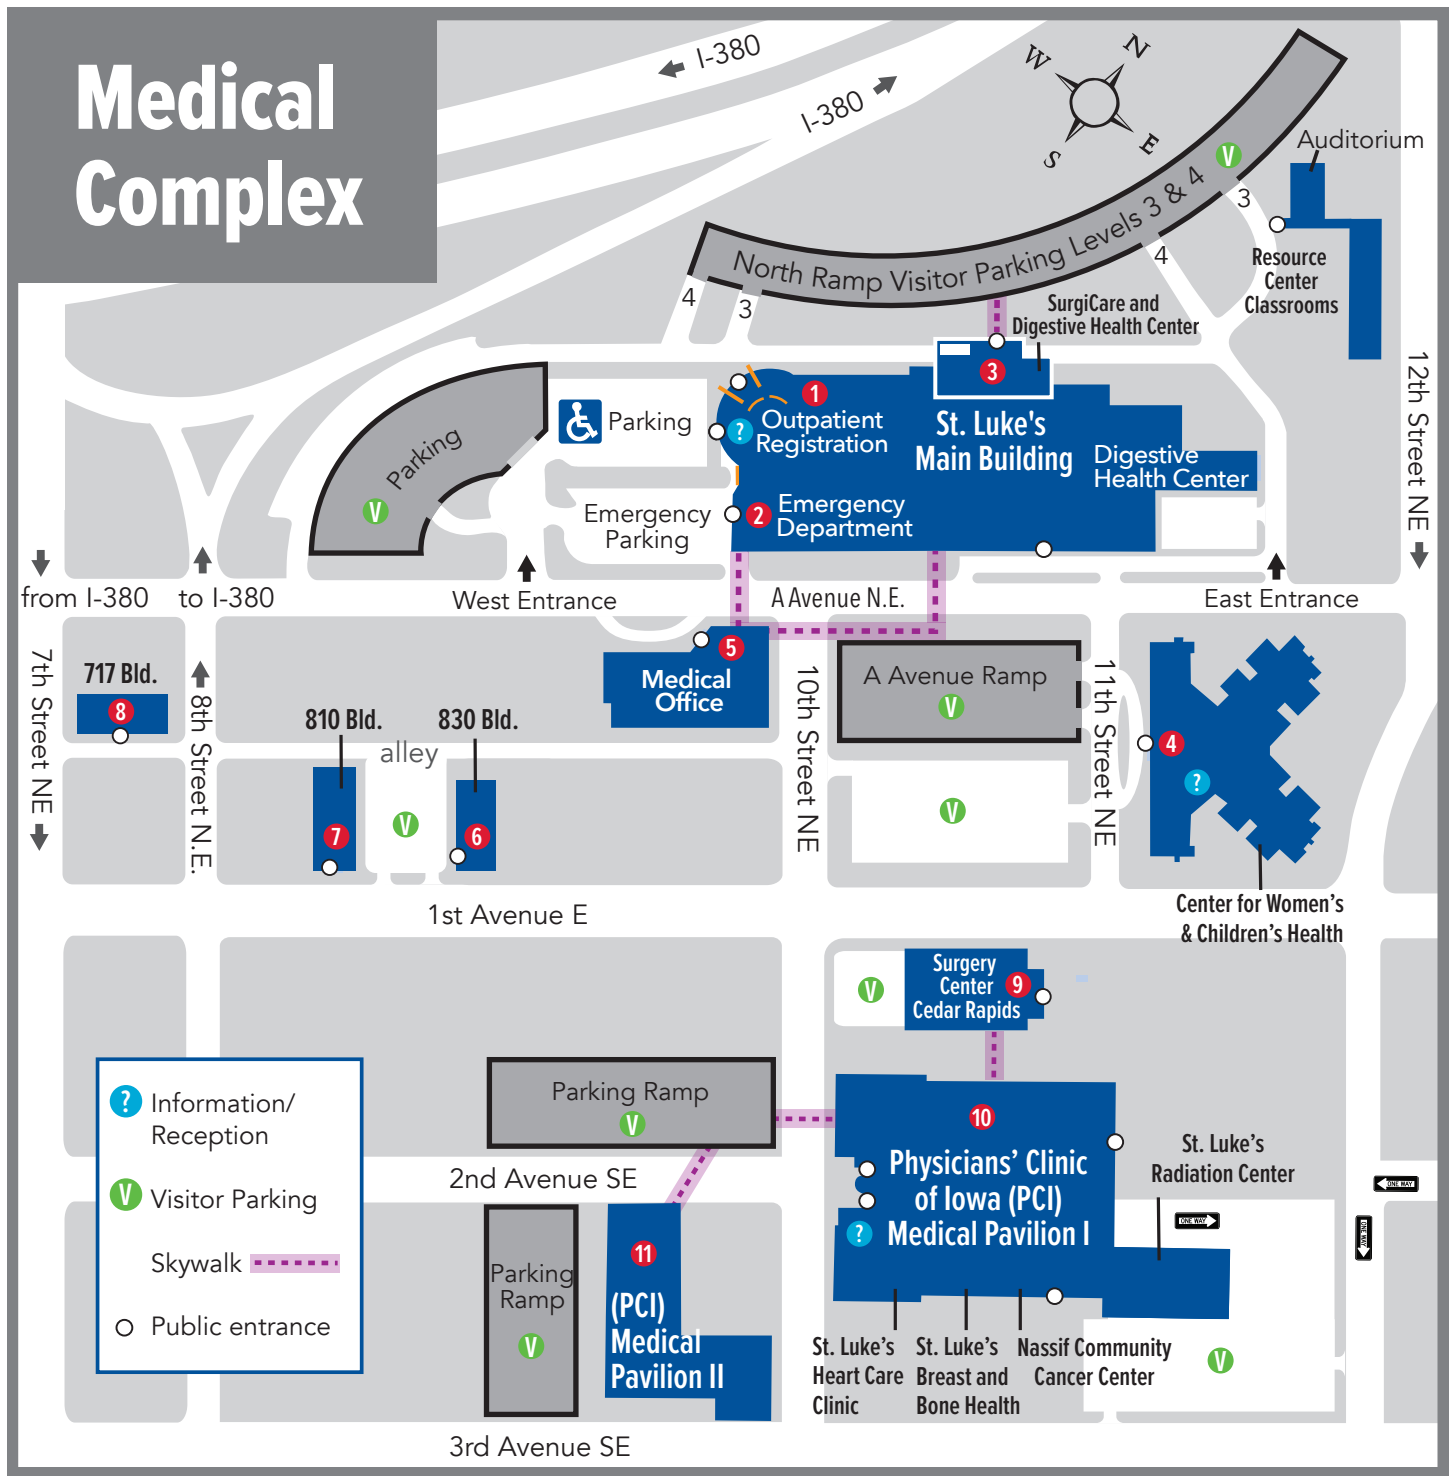 Medical
Complex
I-380
I-380
N
W
E
S
Auditorium
V
3
North Ramp Visitor Parking Levels 3 & 4
4
4
3
Resource
Center
Classrooms
SurgiCare and
Digestive Health Center
3
12th Street NE
Parking
V
Parking
1
?
Outpatient
Registration
St. Luke's
Main Building
Digestive
Health Center
Emergency
Parking
2
Emergency
Department
from I-380
to I-380
West Entrance
A Avenue N.E.
East Entrance
7th Street NE
717 Bld.
8
8th Street N.E.
810 Bld.
7
alley
V
830 Bld.
6
5
Medical
Office
10th Street NE
A Avenue Ramp
V
V
11th Street NE
4
?
Center for Women's
& Children's Health
1st Avenue E
V
Surgery
Center
Cedar Rapids
9
?
Information/
Reception
V
Visitor Parking
Skywalk
Public entrance
Parking Ramp
V
2nd Avenue SE
Parking
Ramp
V
11
(PCI)
Medical
Pavilion II
3rd Avenue SE
10
Physicians' Clinic
of Iowa (PCI)
Medical Pavilion I
?
St. Luke's
Radiation Center
ONE WAY
ONE WAY
ONE WAY
St. Luke's
Heart Care
Clinic
St. Luke's
Breast and
Bone Health
Nassif Community
Cancer Center
V